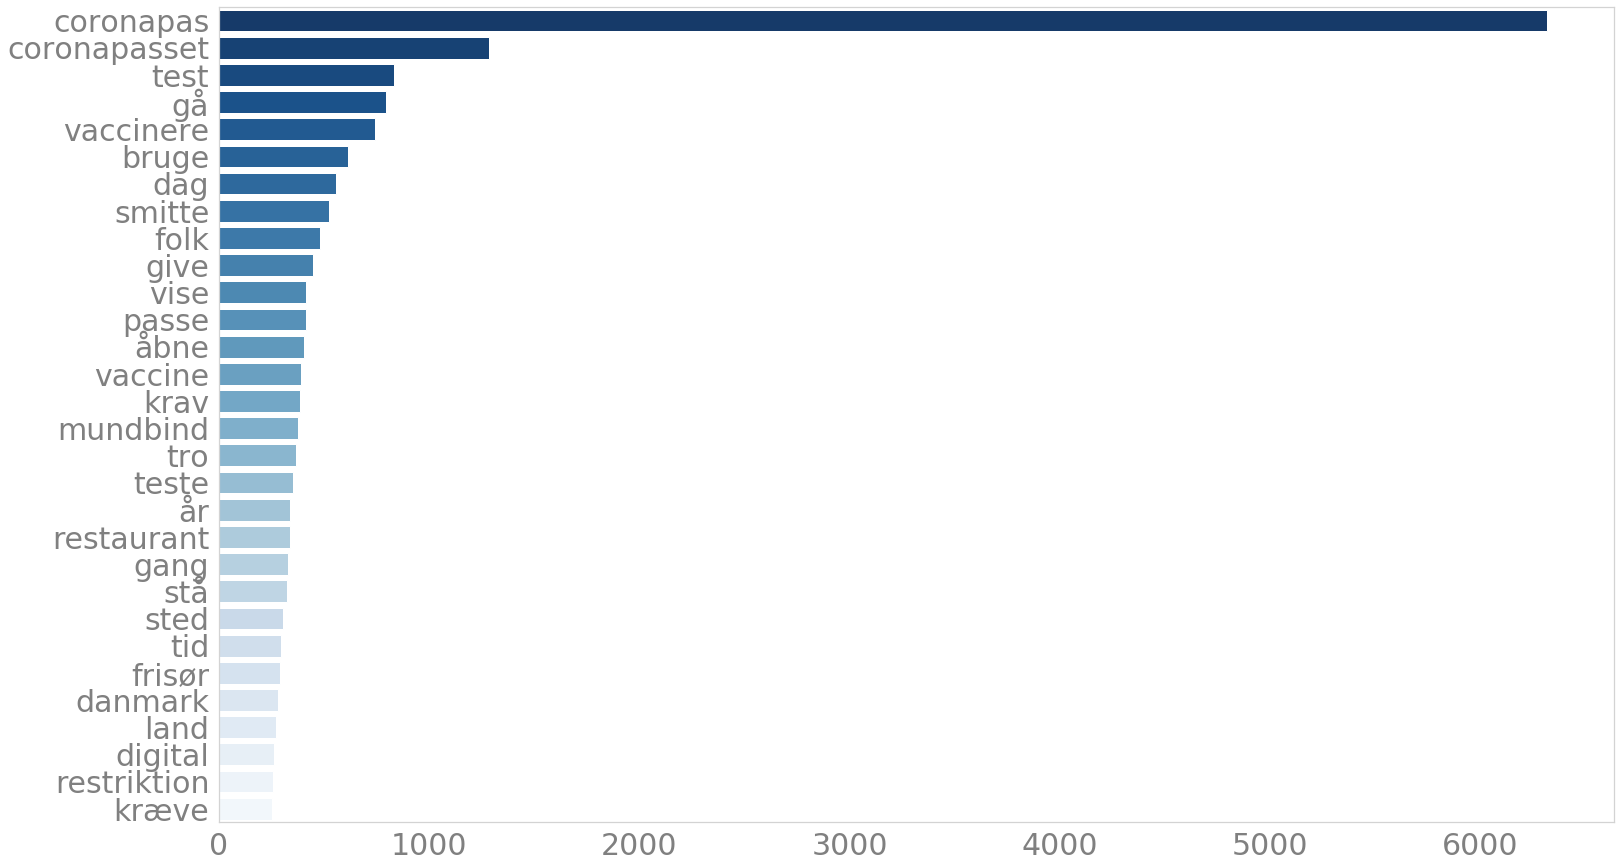 coronapas
coronapasset
test
gå
vaccinere
bruge
dag
smitte
folk
give
vise
passe
åbne
vaccine
krav
mundbind
tro
teste
år
restaurant
gang
stå
sted
tid
frisør
danmark
land
digital
restriktion
kræve
0 1000 2000 3000 4000 5000 6000